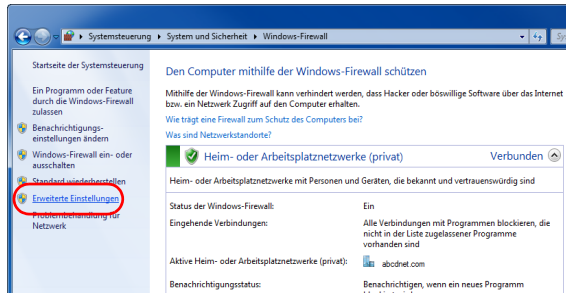 Systemsteuerung ▸ System und Sicherheit ▸ Windows-Firewall
Startseite der Systemsteuerung
Ein Programm oder Feature
durch die Windows-Firewall
zulassen
Benachrichtigungs-
einstellungen ändern
Windows-Firewall ein- oder
ausschalten
Standard wiederherstellen
Erweiterte Einstellungen
Problembehandlung für
Netzwerk
Den Computer mithilfe der Windows-Firewall schützen
Mithilfe der Windows-Firewall kann verhindert werden, dass Hacker oder böswillige Software über das Internet
bzw. ein Netzwerk Zugriff auf den Computer erhalten.
Wie trägt eine Firewall zum Schutz des Computers bei?
Was sind Netzwerkstandorte?
Heim- oder Arbeitsplatznetzwerke (privat) Verbunden
Heim- oder Arbeitsplatznetzwerke mit Personen und Geräten, die bekannt und vertrauenswürdig sind
Status der Windows-Firewall: Ein
Eingehende Verbindungen: Alle Verbindungen mit Programmen blockieren, die
nicht in der Liste zugelassener Programme
vorhanden sind
Aktive Heim- oder Arbeitsplatznetzwerke (privat): abcdnet.com
Benachrichtigungsstatus: Benachrichtigen, wenn ein neues Programm